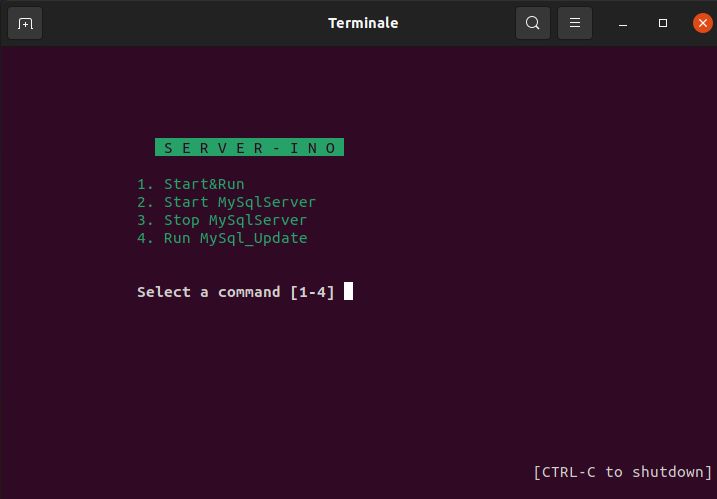 Terminale
S E R V E R - I N O
1. Start&Run
2. Start MySqlServer
3. Stop MySqlServer
4. Run MySql_Update
Select a command [1-4]
[CTRL-C to shutdown]